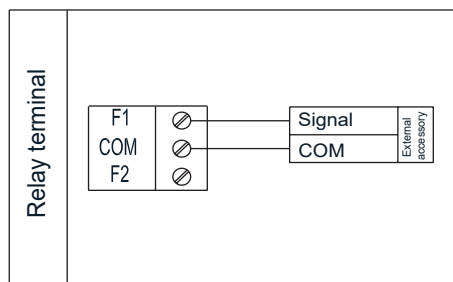 Relay terminal
F1
COM
F2
Signal
COM
External
accessory